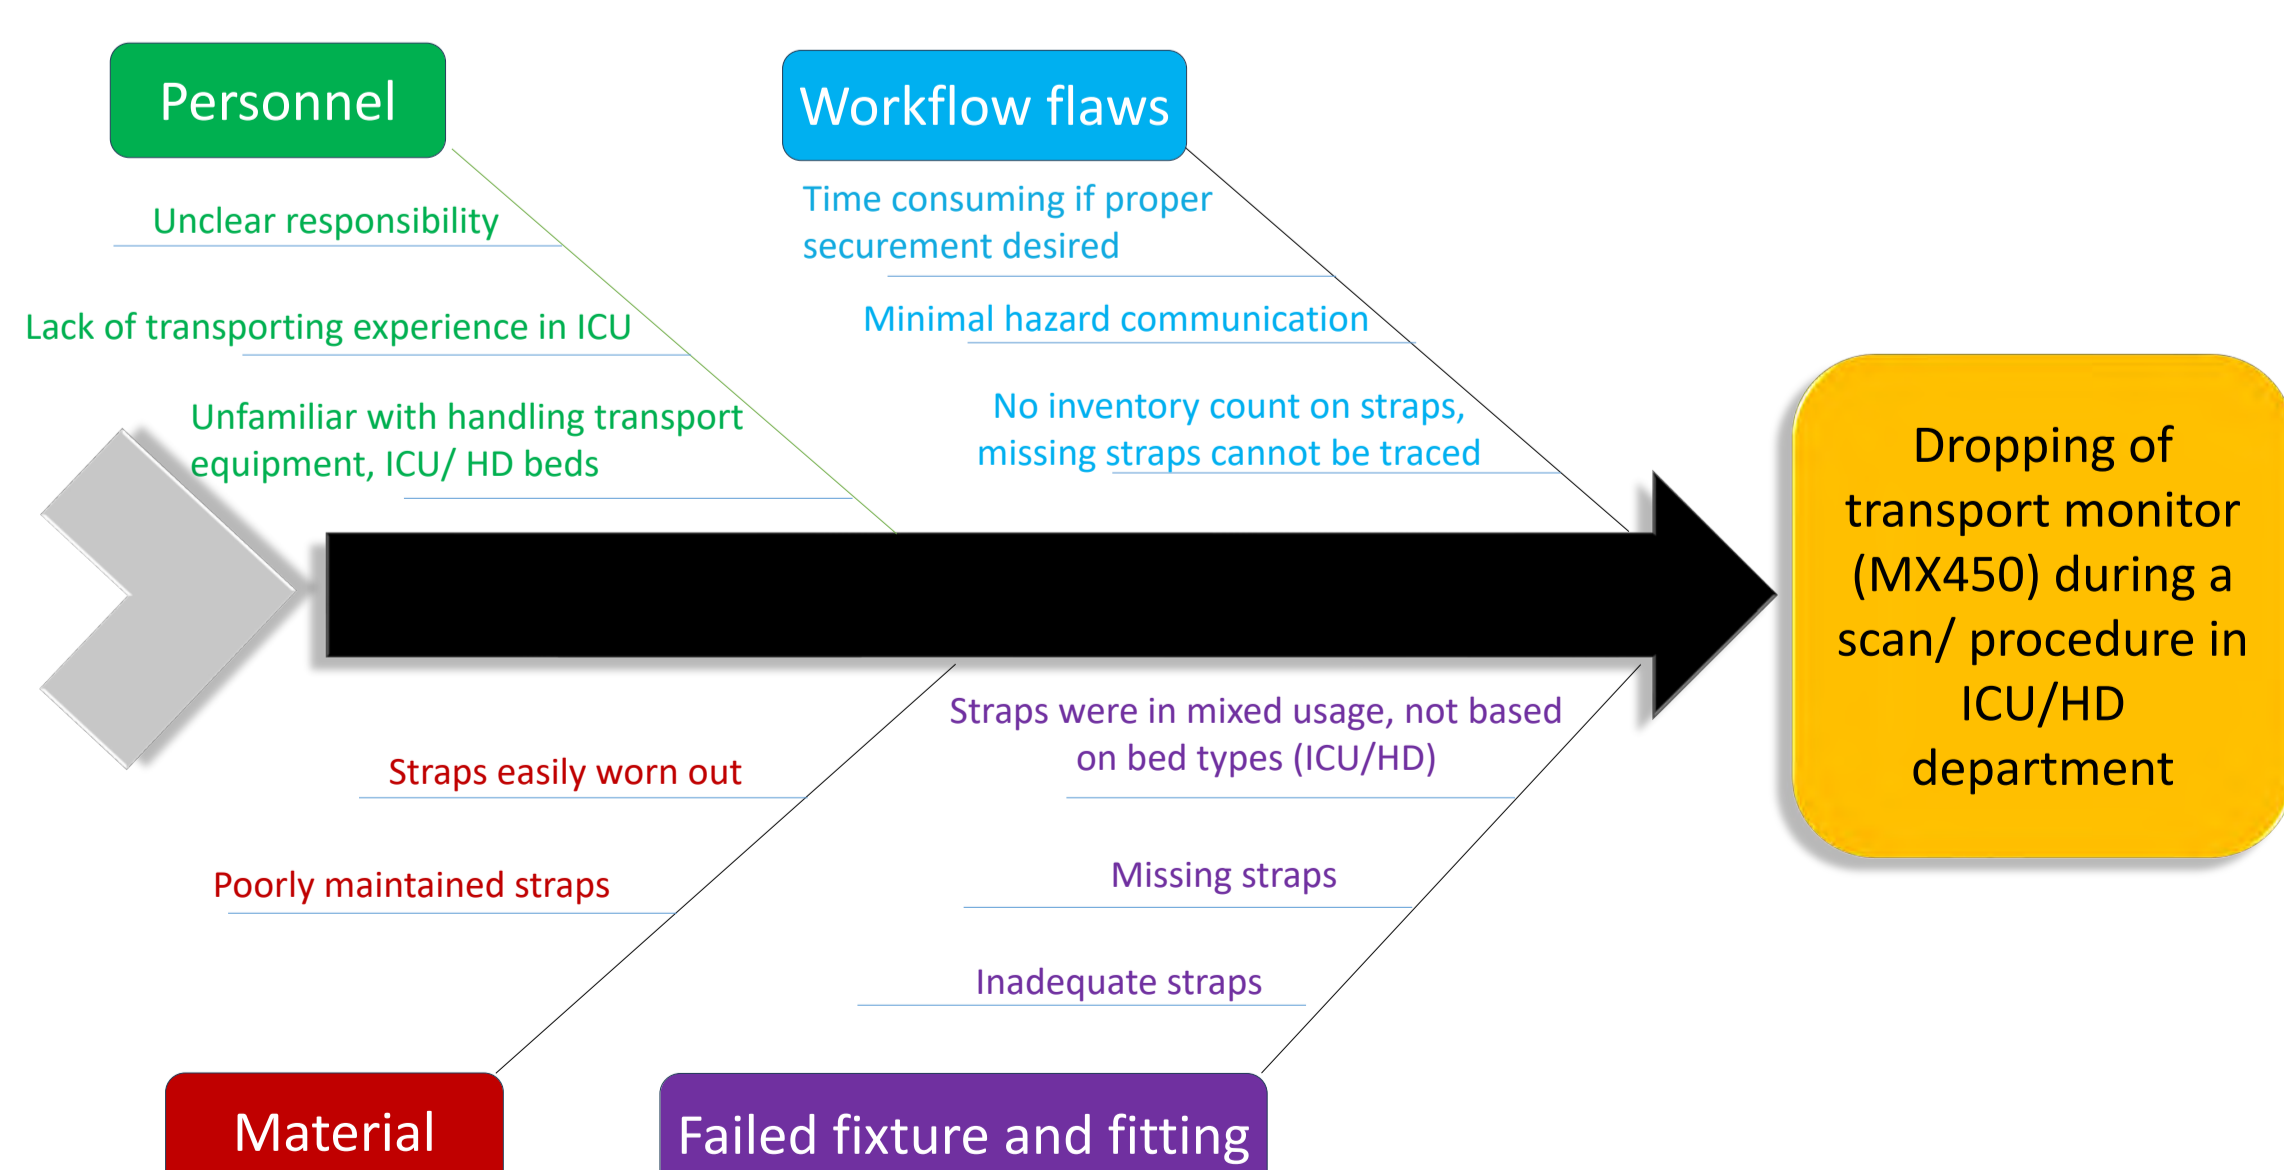 Personnel
Unclear responsibility
Lack of transporting experience in ICU
Unfamiliar with handling transport
equipment, ICU/ HD beds
Workflow flaws
Time consuming if proper
securement desired
Minimal hazard communication
No inventory count on straps,
missing straps cannot be traced
Dropping of
transport monitor
(MX450) during a
scan/ procedure in
ICU/HD
department
Straps easily worn out
Poorly maintained straps
Material
Straps were in mixed usage, not based
on bed types (ICU/HD)
Missing straps
Inadequate straps
Failed fixture and fitting